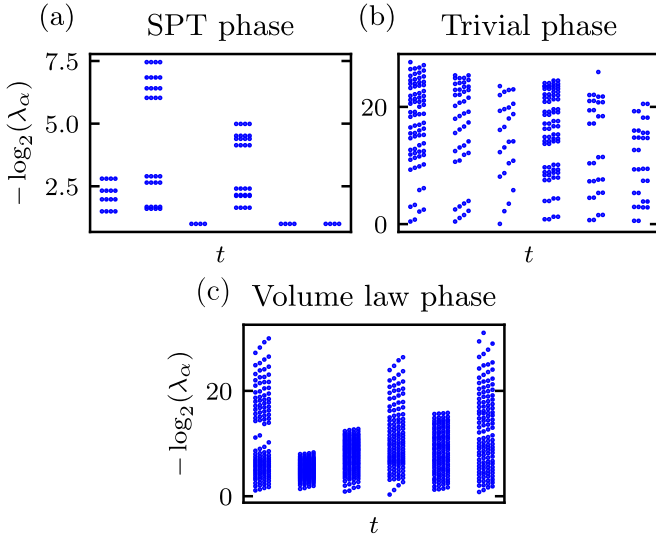 (a) SPT phase
(b) Trivial phase
− log₂(λα)
7.5
5.0
2.5
t
20
0
t
(c) Volume law phase
− log₂(λα)
20
0
t